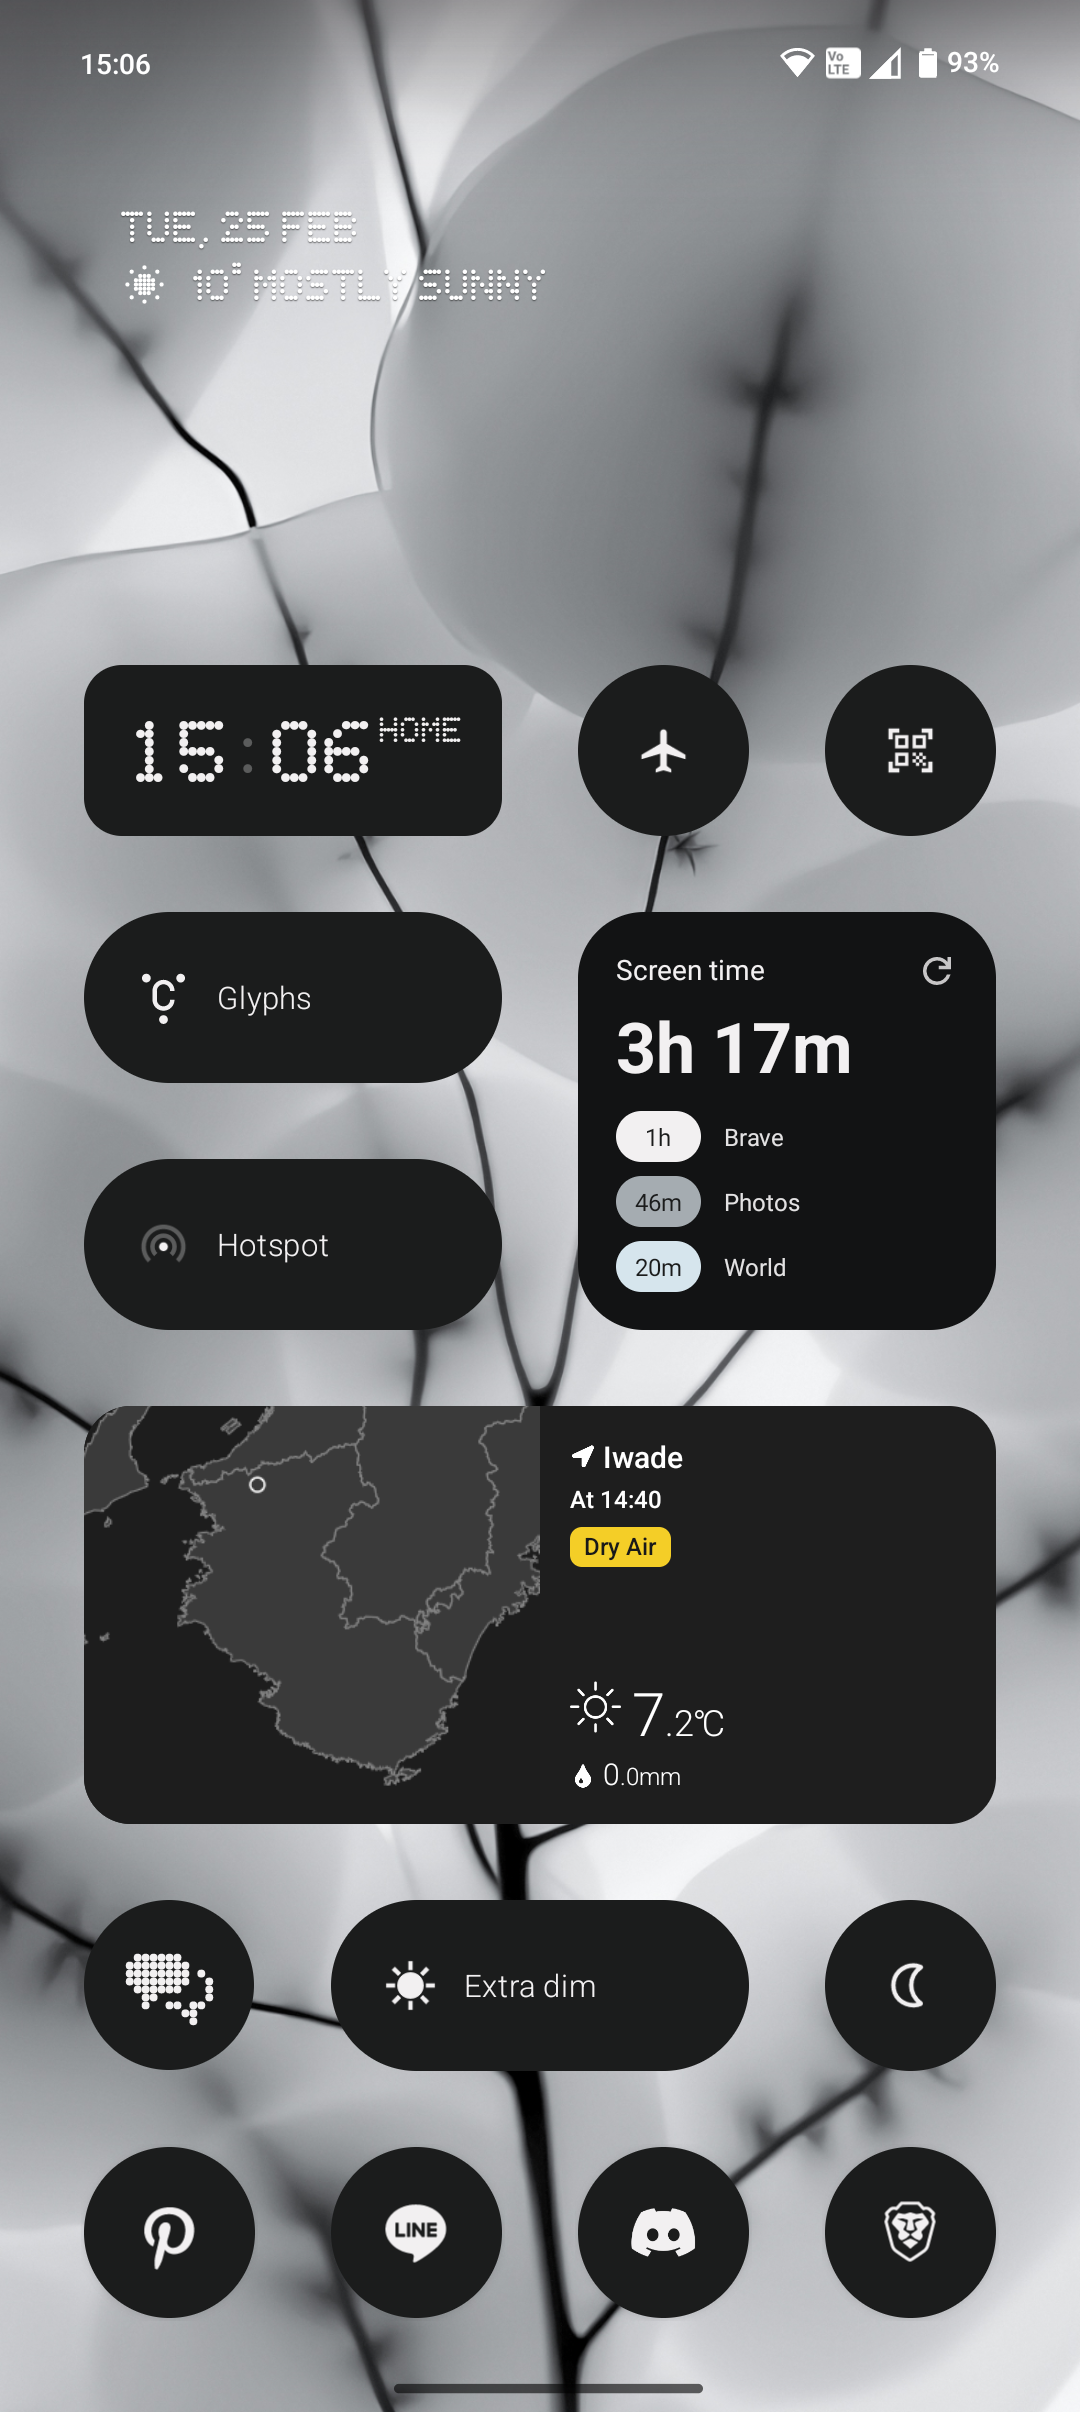 15:06
Vo LTE
93%
TUE, 25 FEB
10° MOSTLY SUNNY
15:06 HOME
Glyphs
Hotspot
Screen time
3h 17m
1h Brave
46m Photos
20m World
Iwade
At 14:40
Dry Air
7.2℃
0.0mm
Extra dim
LINE